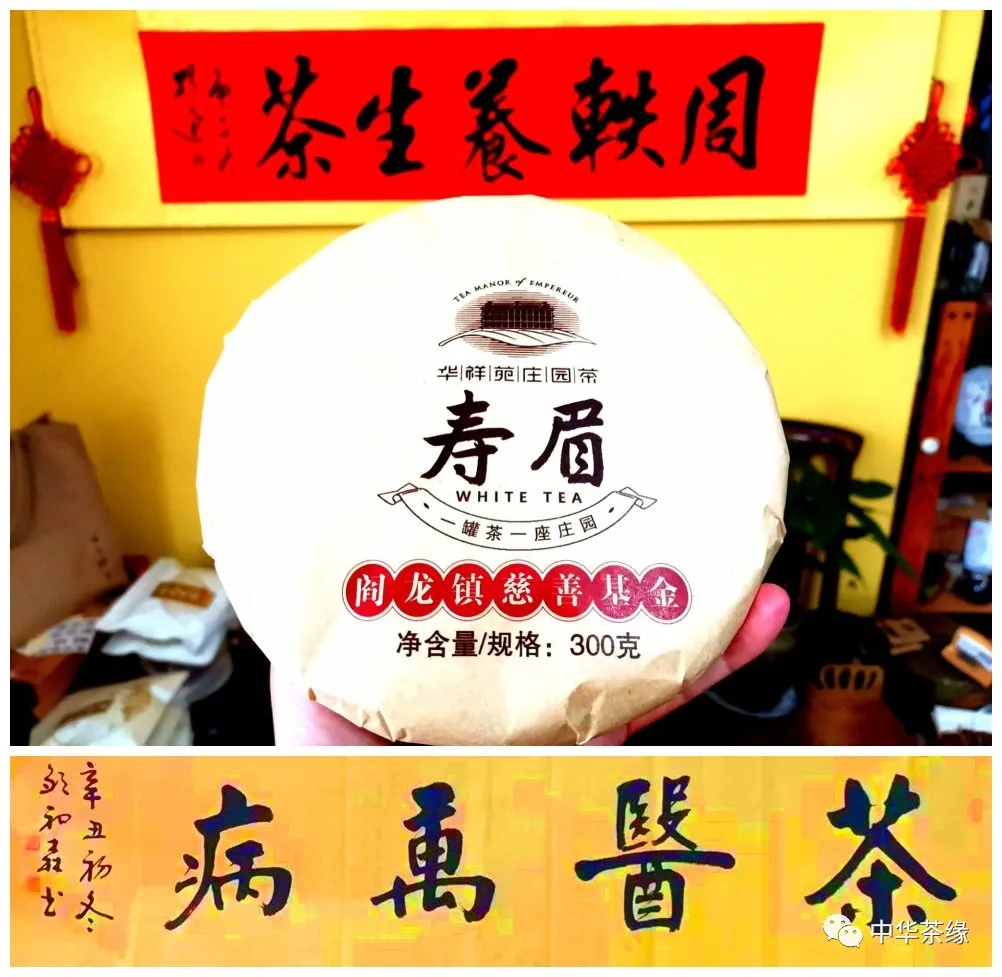 周軼養生茶
TEA MANOR of EMPEREUR
华祥苑庄园茶
寿眉
WHITE TEA
一罐茶一座庄园
阎龙镇慈善基金
净含量/规格：300克
茶醫萬病
辛丑初冬
中华茶缘